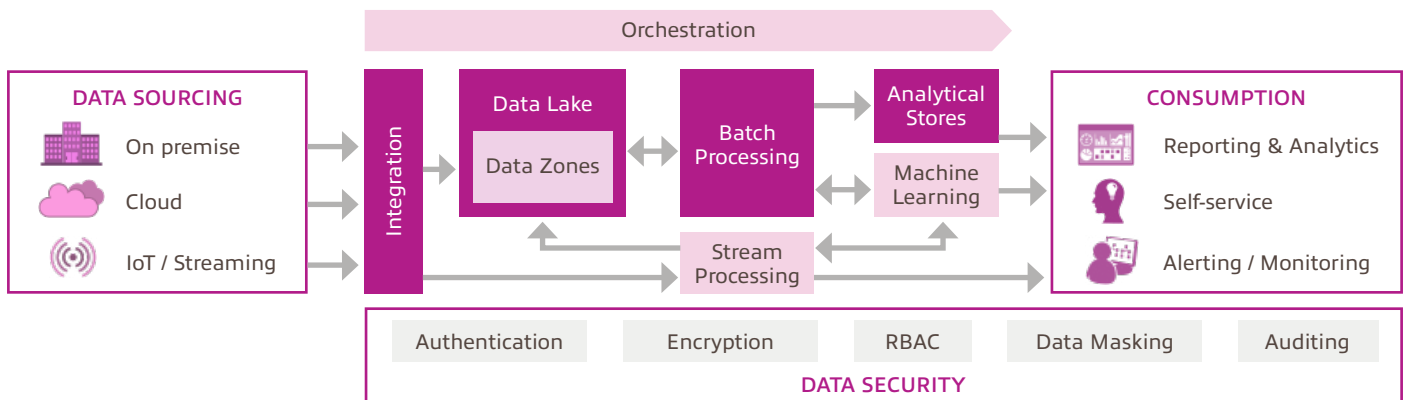 Orchestration
DATA SOURCING
On premise
Cloud
IoT / Streaming
Integration
Data Lake
Data Zones
Batch
Processing
Stream
Processing
Analytical
Stores
Machine
Learning
CONSUMPTION
Reporting & Analytics
Self-service
Alerting / Monitoring
Authentication
Encryption
RBAC
Data Masking
Auditing
DATA SECURITY